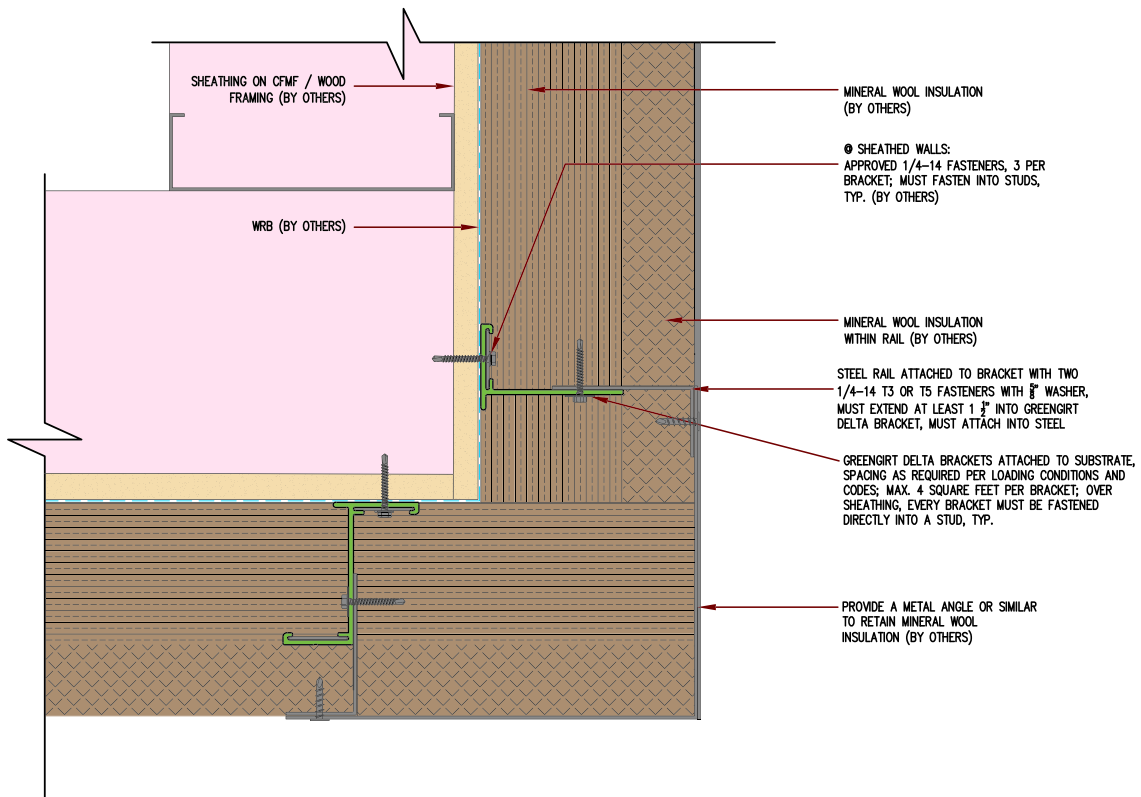 SHEATHING ON CFMF / WOOD
FRAMING (BY OTHERS)
WRB (BY OTHERS)
MINERAL WOOL INSULATION
(BY OTHERS)
@ SHEATHED WALLS:
APPROVED 1/4-14 FASTENERS, 3 PER
BRACKET; MUST FASTEN INTO STUDS,
TYP. (BY OTHERS)
MINERAL WOOL INSULATION
WITHIN RAIL (BY OTHERS)
STEEL RAIL ATTACHED TO BRACKET WITH TWO
1/4-14 T3 OR T5 FASTENERS WITH 5/8" WASHER,
MUST EXTEND AT LEAST 1 1/2" INTO GREENGIRT
DELTA BRACKET, MUST ATTACH INTO STEEL
GREENGIRT DELTA BRACKETS ATTACHED TO SUBSTRATE,
SPACING AS REQUIRED PER LOADING CONDITIONS AND
CODES; MAX. 4 SQUARE FEET PER BRACKET; OVER
SHEATHING, EVERY BRACKET MUST BE FASTENED
DIRECTLY INTO A STUD, TYP.
PROVIDE A METAL ANGLE OR SIMILAR
TO RETAIN MINERAL WOOL
INSULATION (BY OTHERS)